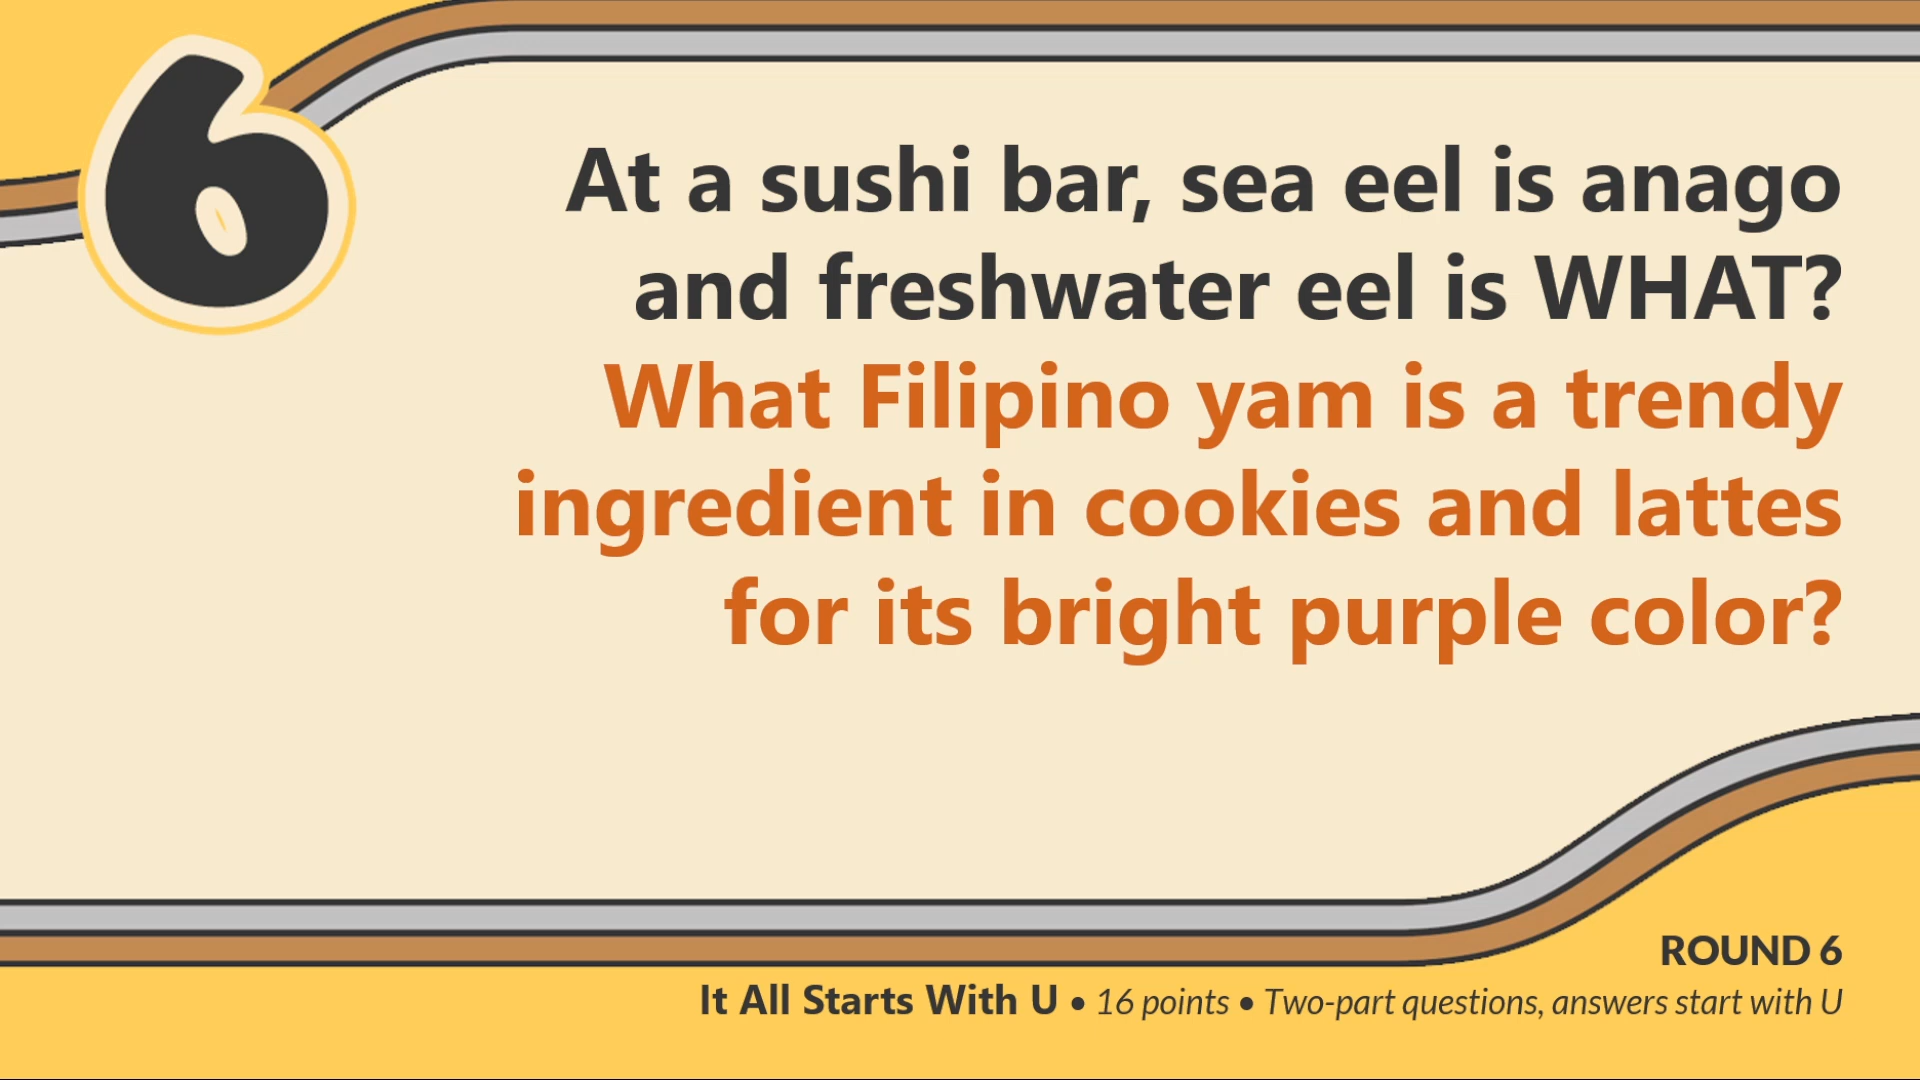 6
At a sushi bar, sea eel is anago
and freshwater eel is WHAT?
What Filipino yam is a trendy
ingredient in cookies and lattes
for its bright purple color?
ROUND 6
It All Starts With U • 16 points • Two-part questions, answers start with U